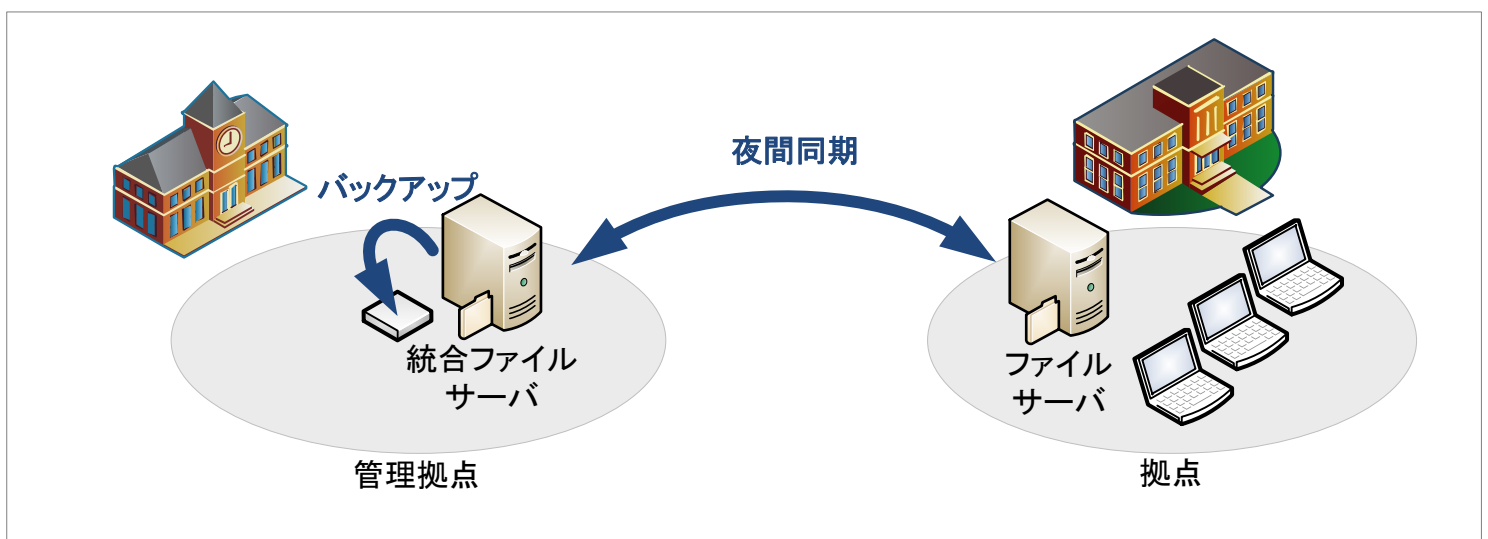 夜間同期
バックアップ
統合ファイル
サーバ
ファイル
サーバ
管理拠点
拠点